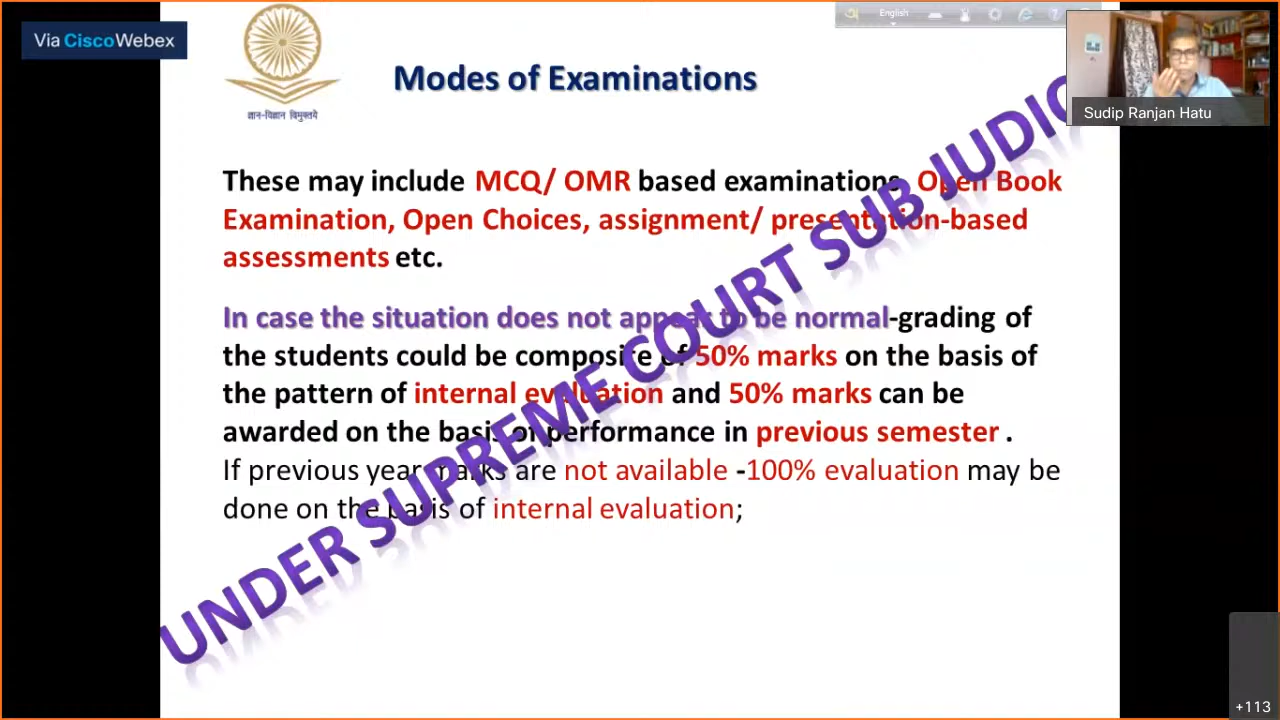 Via CiscoWebex
English
ज्ञान-विज्ञान विमुक्तये
Modes of Examinations
Sudip Ranjan Hatu
These may include MCQ/ OMR based examinations, Open Book
Examination, Open Choices, assignment/ presentation-based
assessments etc.
In case the situation does not appear to be normal-grading of
the students could be composite of 50% marks on the basis of
the pattern of internal evaluation and 50% marks can be
awarded on the basis of performance in previous semester .
If previous year marks are not available -100% evaluation may be
done on the basis of internal evaluation;
UNDER SUPREME COURT SUB JUDIC
+113